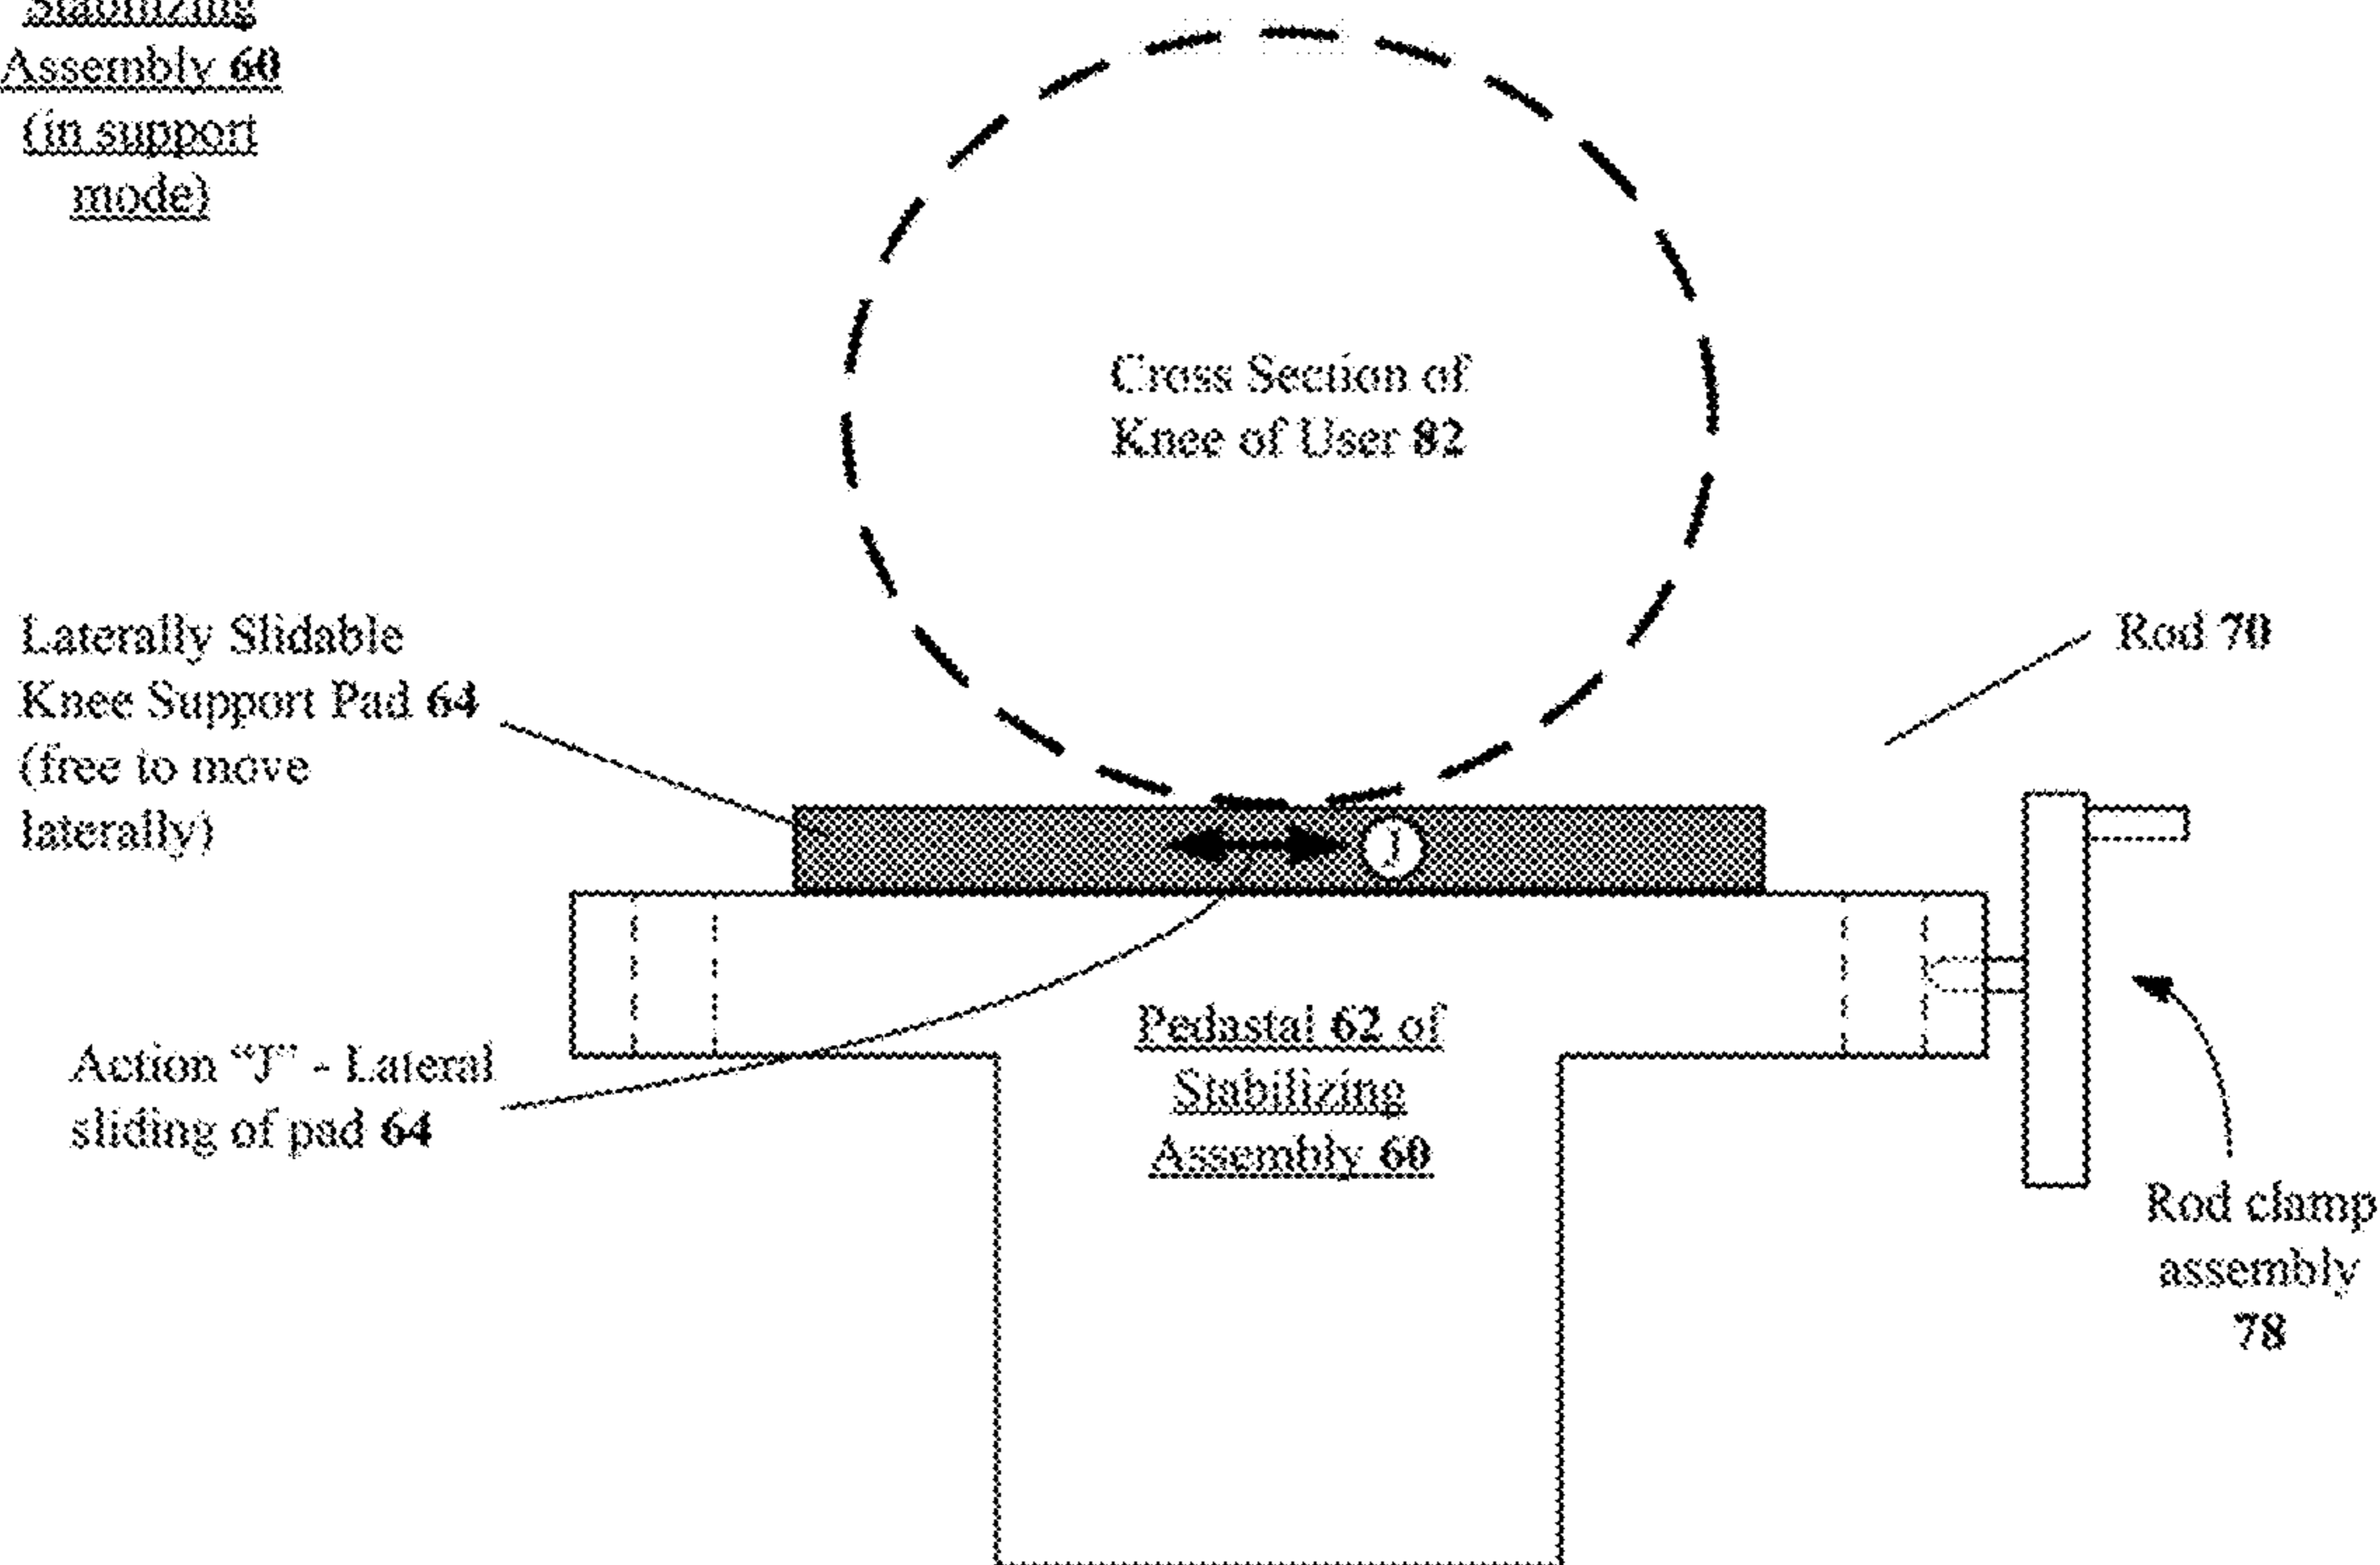 Stabilizing
Assembly 60
(in support
mode)
Cross Section of
Knee of User 82
Laterally Slidable
Knee Support Pad 64
(free to move
laterally)
Rod 70
J
Action “J” - Lateral
sliding of pad 64
Pedastal 62 of
Stabilizing
Assembly 60
Rod clamp
assembly
78